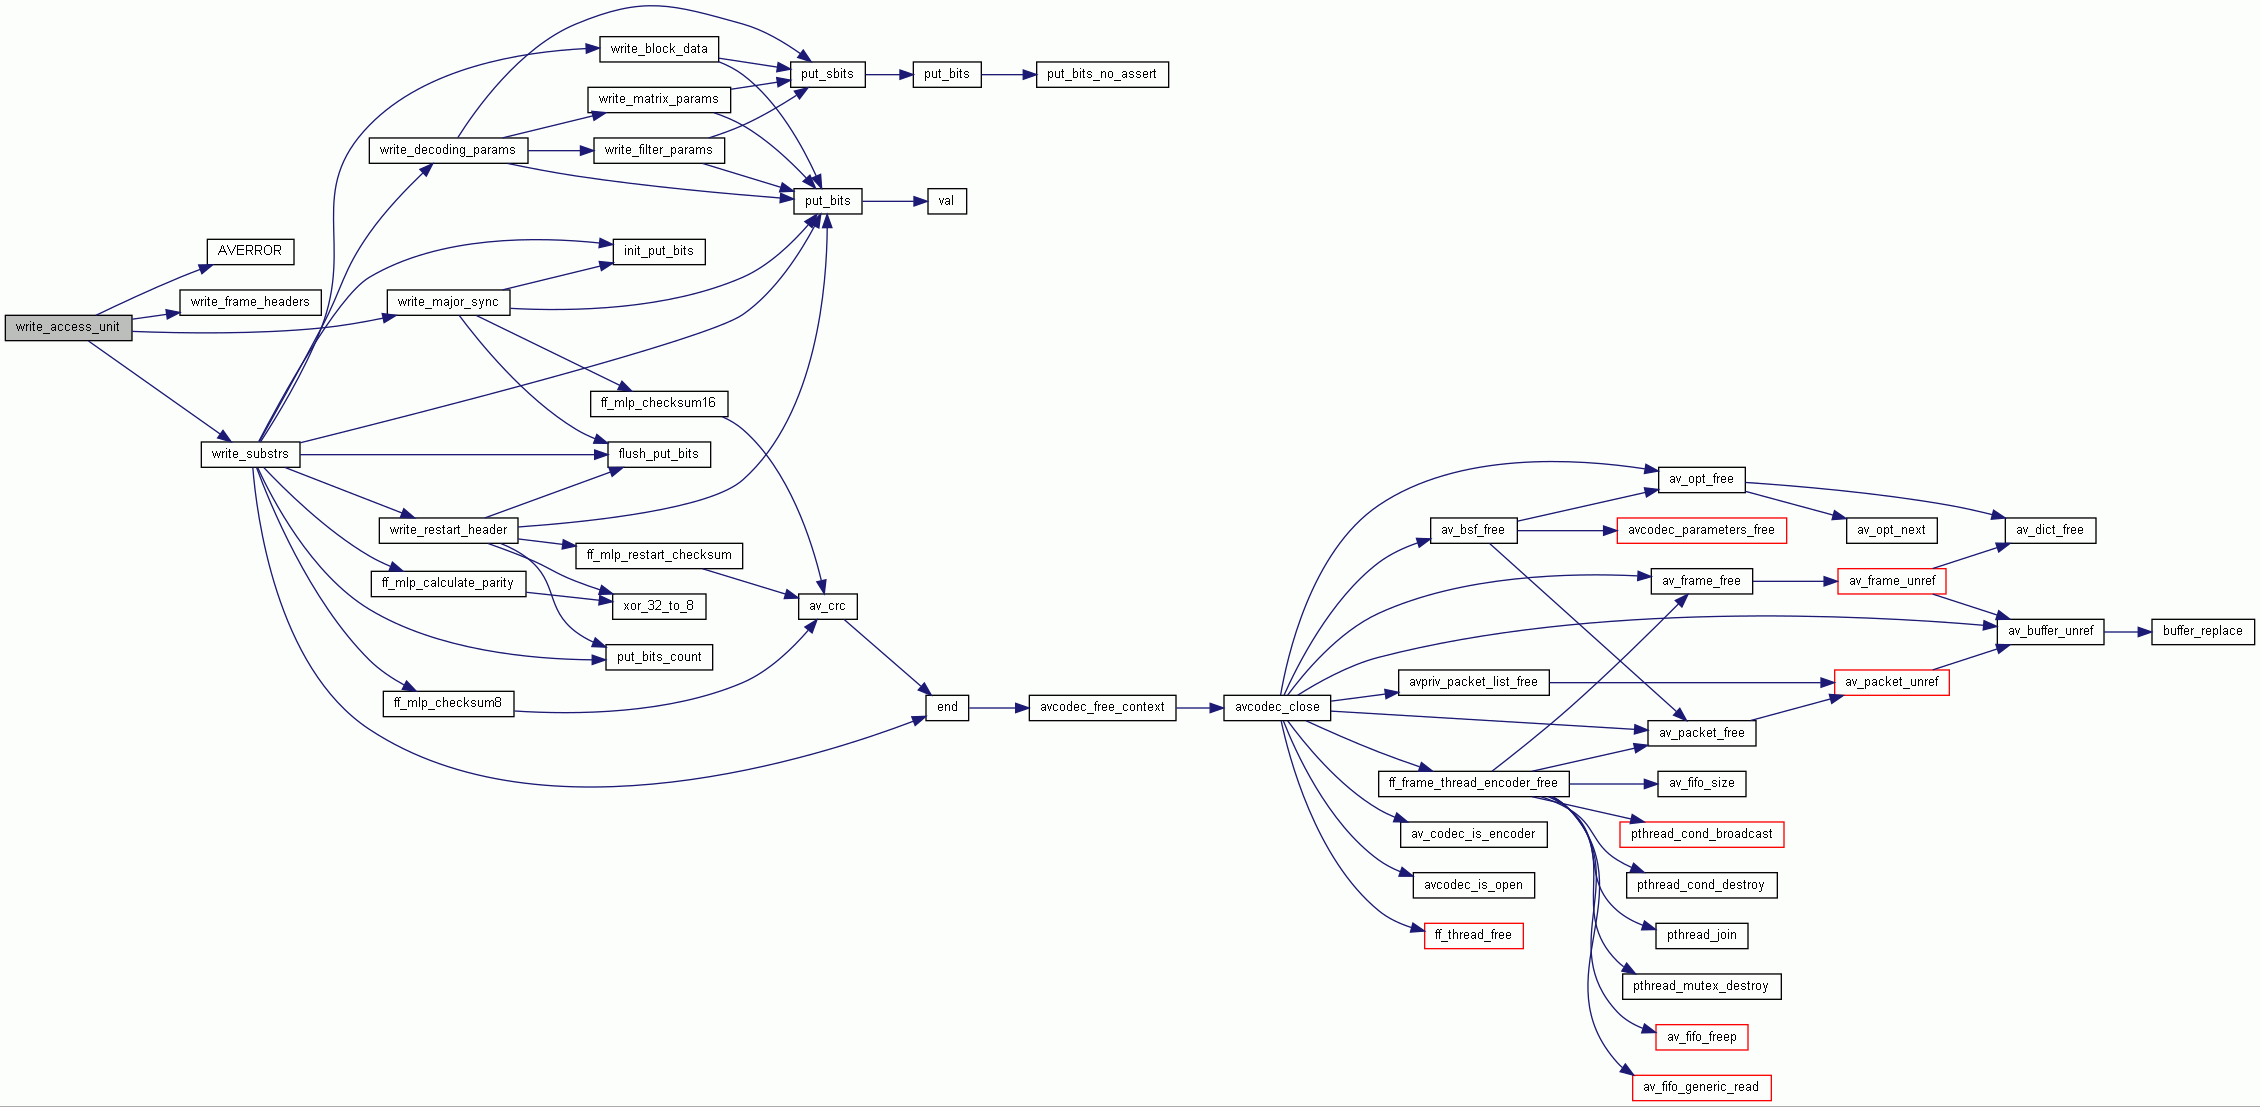 write_block_data
put_sbits
put_bits
put_bits_no_assert
write_matrix_params
write_decoding_params
write_filter_params
put_bits
val
AVERROR
init_put_bits
write_frame_headers
write_major_sync
write_access_unit
ff_mlp_checksum16
write_substrs
flush_put_bits
av_opt_free
write_restart_header
av_bsf_free
avcodec_parameters_free
av_opt_next
av_dict_free
ff_mlp_restart_checksum
ff_mlp_calculate_parity
av_frame_free
av_frame_unref
xor_32_to_8
av_crc
av_buffer_unref
buffer_replace
put_bits_count
avpriv_packet_list_free
av_packet_unref
ff_mlp_checksum8
end
avcodec_free_context
avcodec_close
av_packet_free
ff_frame_thread_encoder_free
av_fifo_size
av_codec_is_encoder
pthread_cond_broadcast
avcodec_is_open
pthread_cond_destroy
ff_thread_free
pthread_join
pthread_mutex_destroy
av_fifo_freep
av_fifo_generic_read